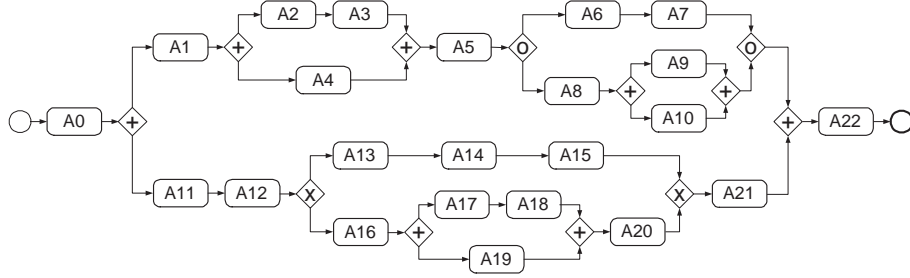 A2 A3 A6 A7
A1 + + A5 O O
A4 A8 + A9 +
A10
A0 + + A22
A13 A14 A15
A11 A12 X X A21
A16 + A17 A18 + A20
A19